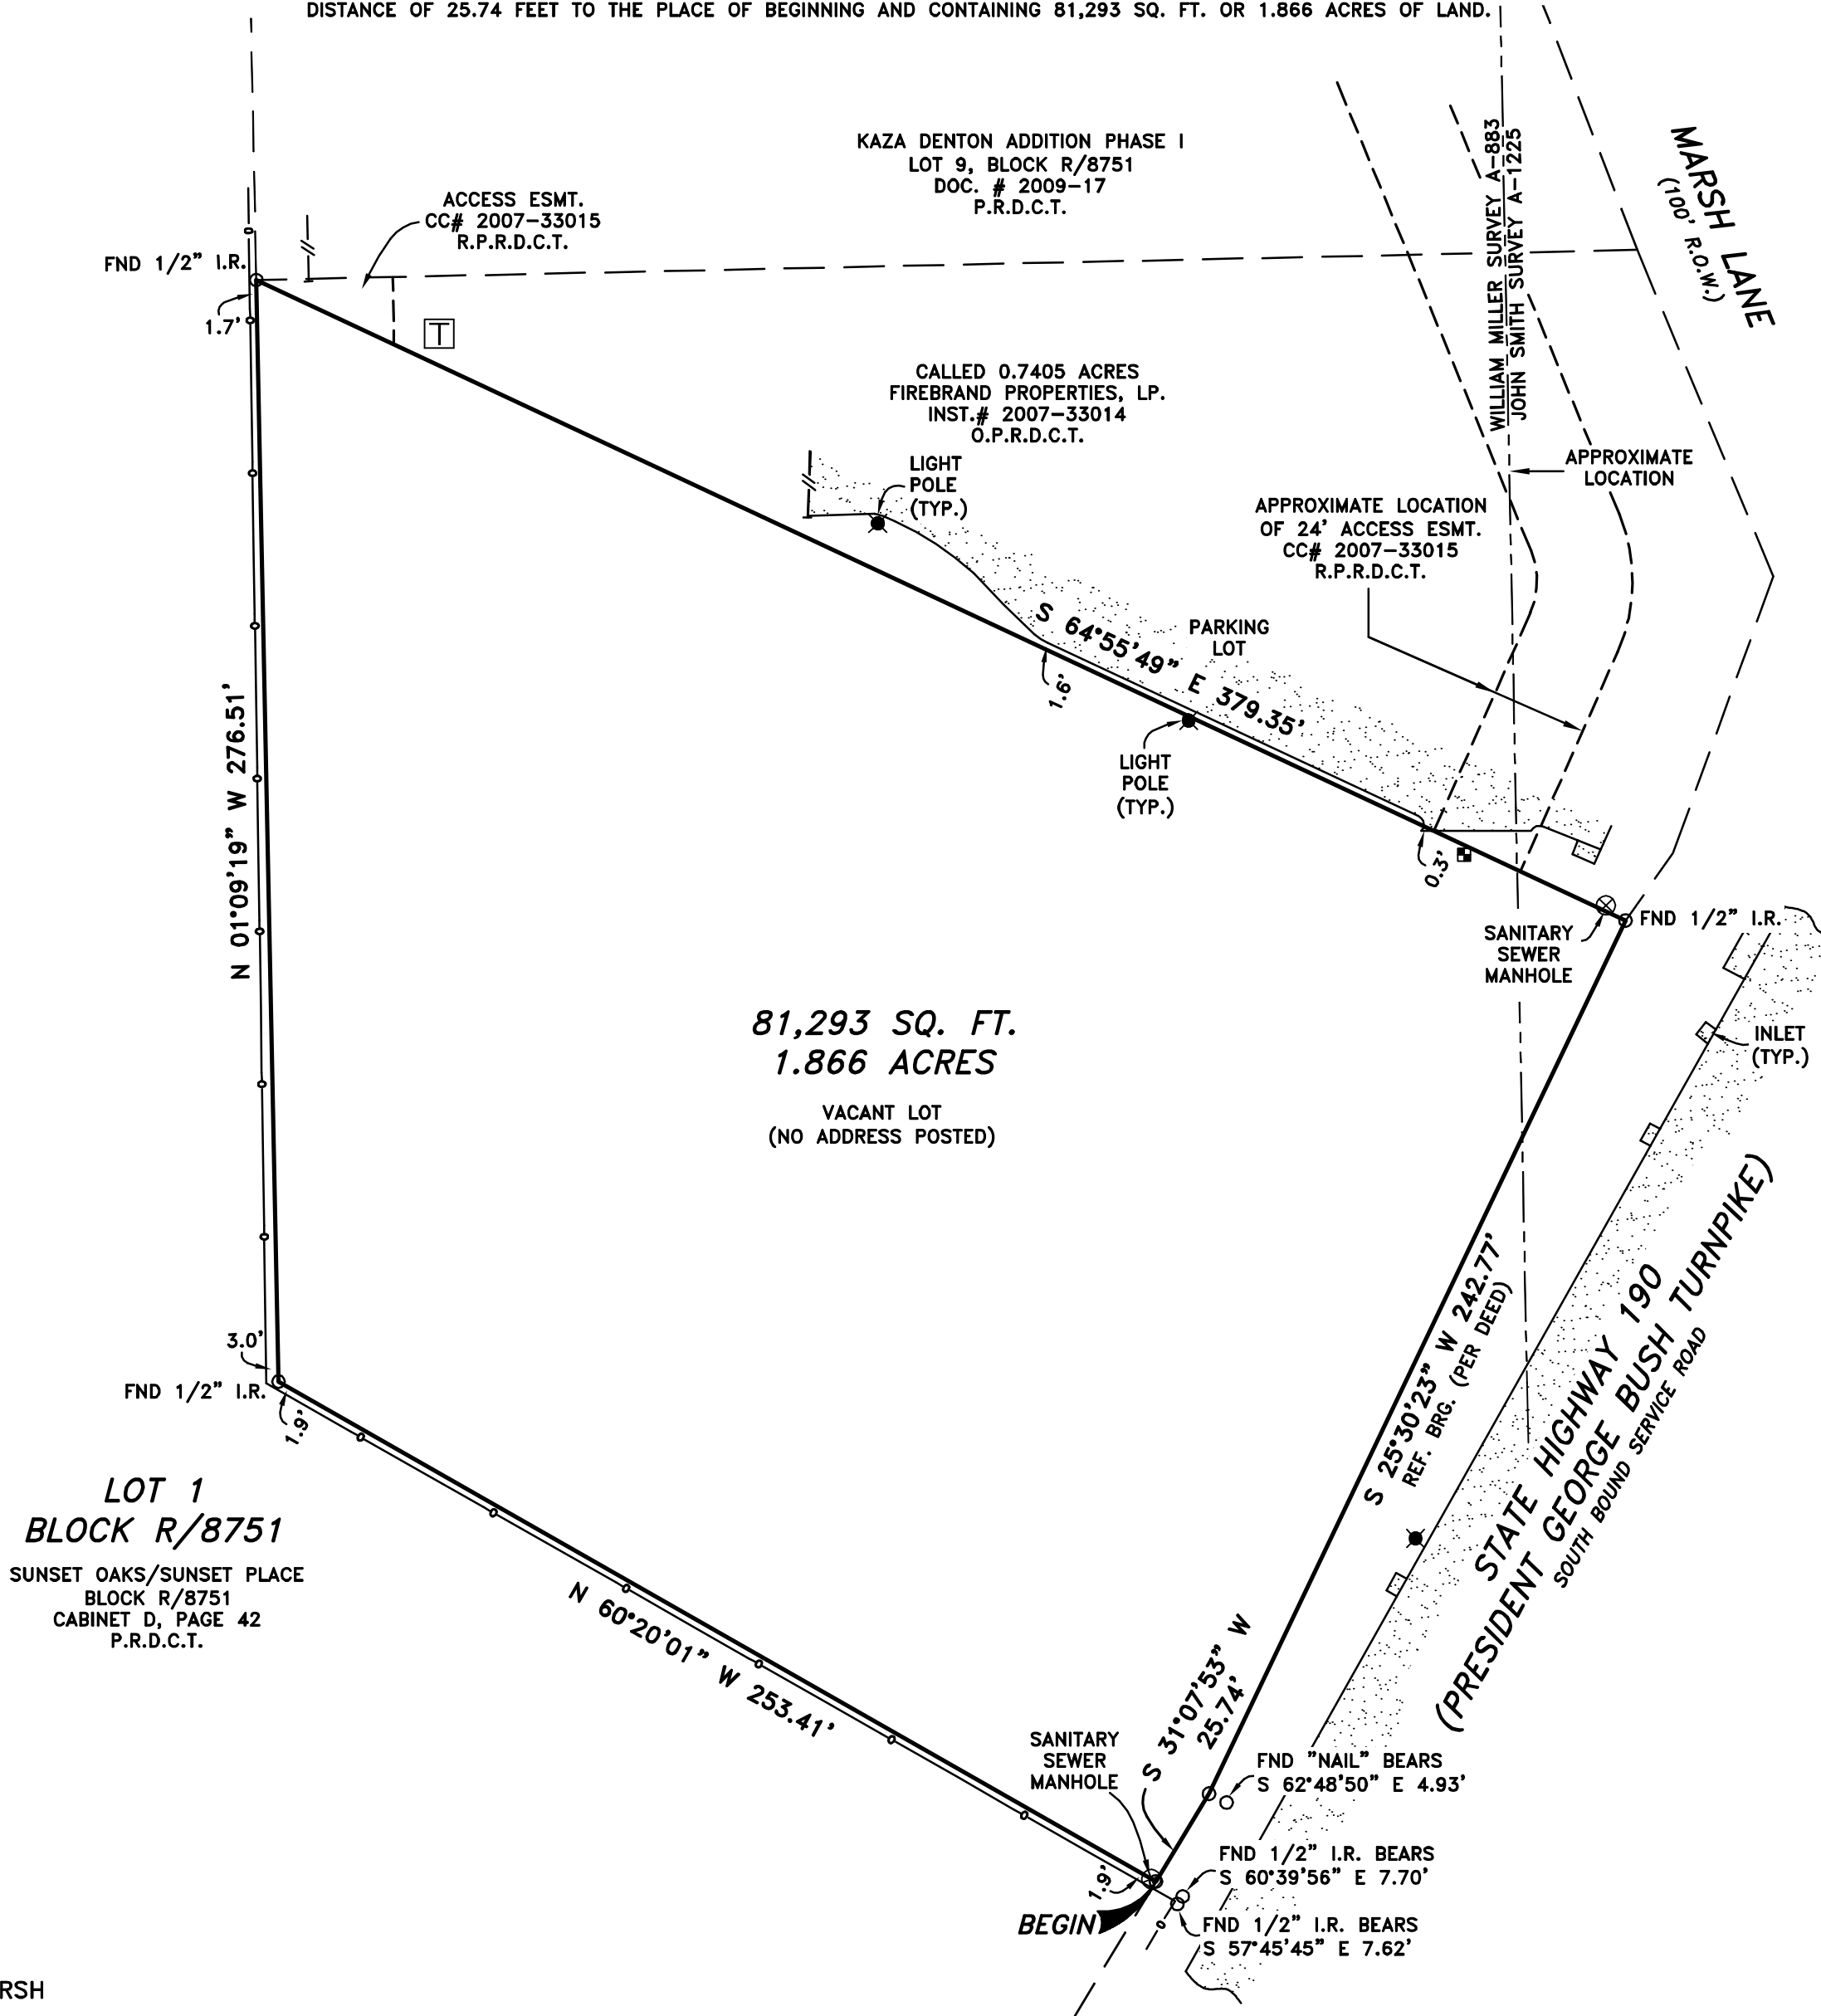 DISTANCE OF 25.74 FEET TO THE PLACE OF BEGINNING AND CONTAINING 81,293 SQ. FT. OR 1.866 ACRES OF LAND.
KAZA DENTON ADDITION PHASE I
LOT 9, BLOCK R/8751
DOC. # 2009-17
P.R.D.C.T.
MARSH LANE
(100' R.O.W.)
WILLIAM MILLER SURVEY A-883
JOHN SMITH SURVEY A-1225
ACCESS ESMT.
CC# 2007-33015
R.P.R.D.C.T.
FND 1/2" I.R.
1.7'
T
CALLED 0.7405 ACRES
FIREBRAND PROPERTIES, LP.
INST.# 2007-33014
O.P.R.D.C.T.
LIGHT
POLE
(TYP.)
APPROXIMATE
LOCATION
APPROXIMATE LOCATION
OF 24' ACCESS ESMT.
CC# 2007-33015
R.P.R.D.C.T.
S 64°55'49" E 379.35'
PARKING
LOT
1.6'
LIGHT
POLE
(TYP.)
0.3'
N 01°09'19" W 276.51'
FND 1/2" I.R.
SANITARY
SEWER
MANHOLE
INLET
(TYP.)
81,293 SQ. FT.
1.866 ACRES
VACANT LOT
(NO ADDRESS POSTED)
S 25°30'23" W 242.77'
REF. BRG. (PER DEED)
STATE HIGHWAY 190
(PRESIDENT GEORGE BUSH TURNPIKE)
SOUTH BOUND SERVICE ROAD
3.0'
FND 1/2" I.R.
1.9'
LOT 1
BLOCK R/8751
SUNSET OAKS/SUNSET PLACE
BLOCK R/8751
CABINET D, PAGE 42
P.R.D.C.T.
N 60°20'01" W 253.41'
S 31°07'53" W
25.74'
SANITARY
SEWER
MANHOLE
FND "NAIL" BEARS
S 62°48'50" E 4.93'
FND 1/2" I.R. BEARS
S 60°39'56" E 7.70'
1.9'
BEGIN
FND 1/2" I.R. BEARS
S 57°45'45" E 7.62'
RSH